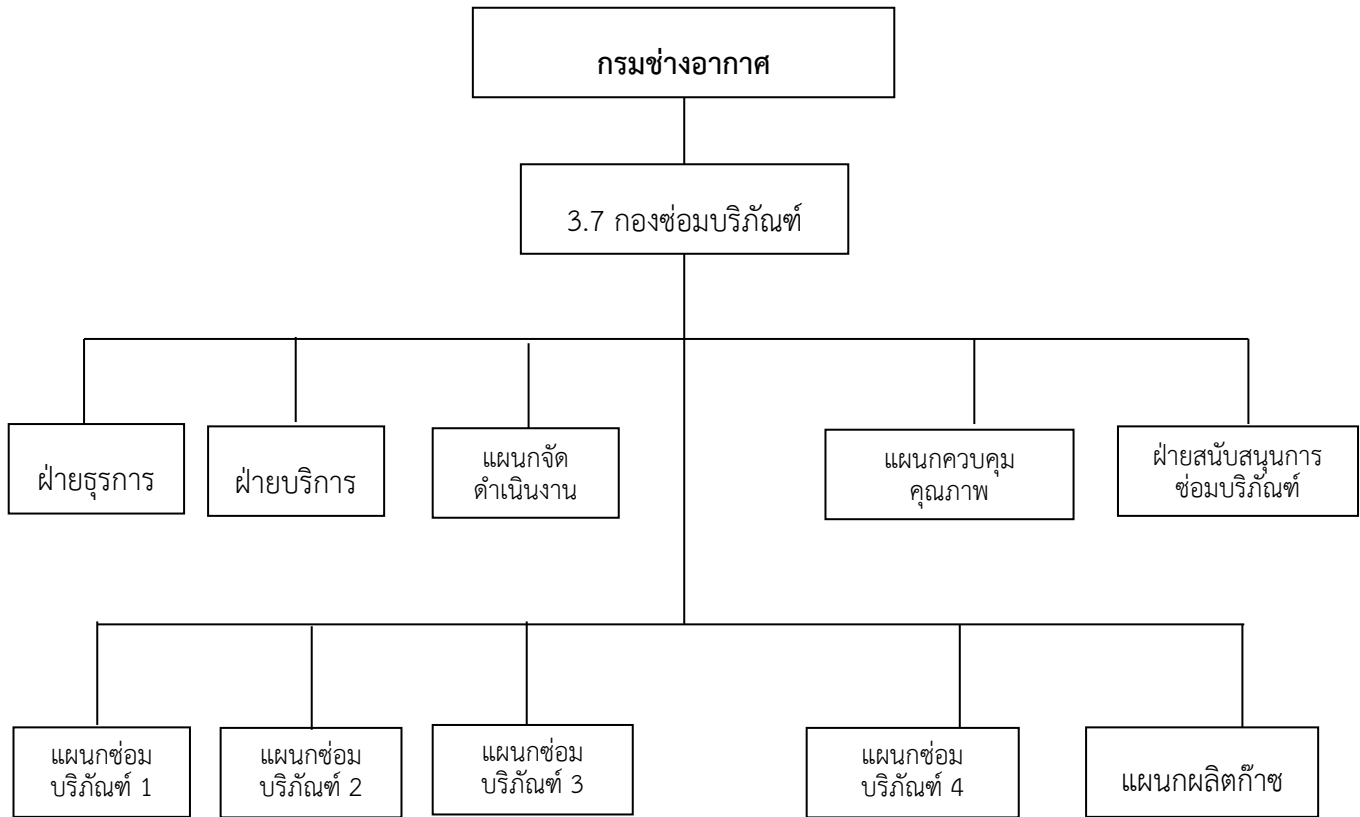 กรมช่างอากาศ
3.7 กองซ่อมบริภัณฑ์
ฝ่ายธุรการ
ฝ่ายบริการ
แผนกจัด
ดำเนินงาน
แผนกควบคุม
คุณภาพ
ฝ่ายสนับสนุนการ
ซ่อมบริภัณฑ์
แผนกซ่อม
บริภัณฑ์ 1
แผนกซ่อม
บริภัณฑ์ 2
แผนกซ่อม
บริภัณฑ์ 3
แผนกซ่อม
บริภัณฑ์ 4
แผนกผลิตก๊าซ